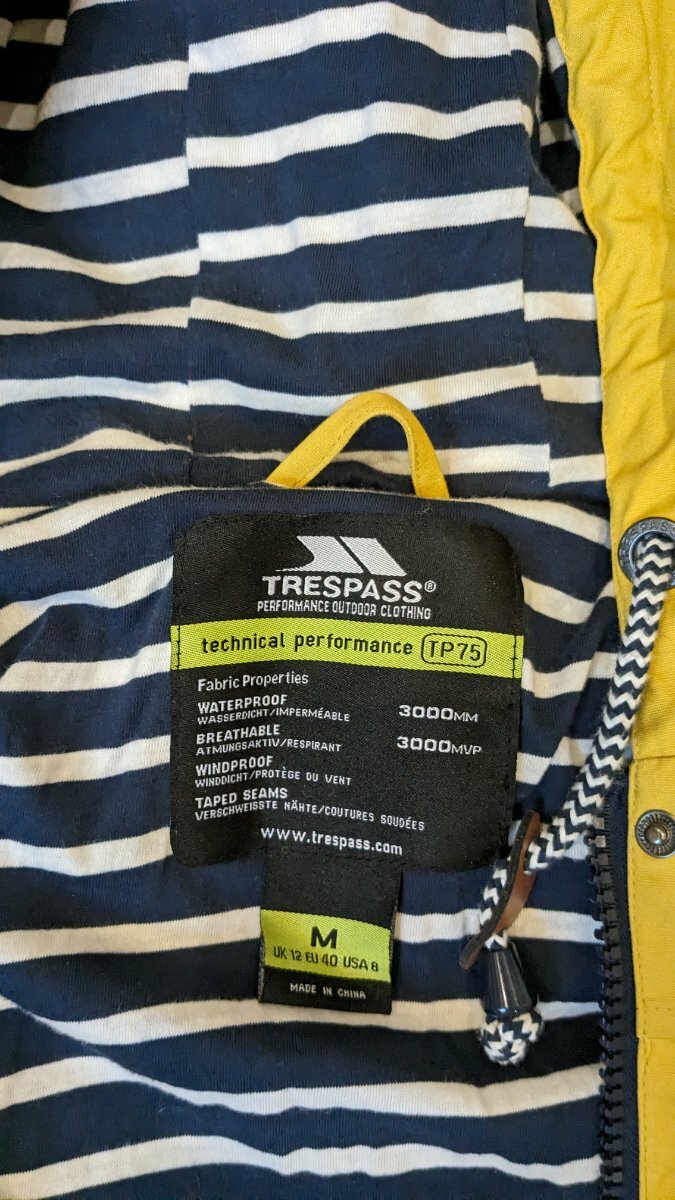 TRESPASS
TRESPASS®
PERFORMANCE OUTDOOR CLOTHING
technical performance TP75
Fabric Properties
WATERPROOF 3000MM
WASSERDICHT/IMPERMÉABLE
BREATHABLE 3000MVP
ATMUNGSAKTIV/RESPIRANT
WINDPROOF
WINDDICHT/PROTÈGE DU VENT
TAPED SEAMS
VERSCHWEISSTE NÄHTE/COUTURES SOUDÉES
www.trespass.com
M
UK 12 EU 40 USA 8
MADE IN CHINA